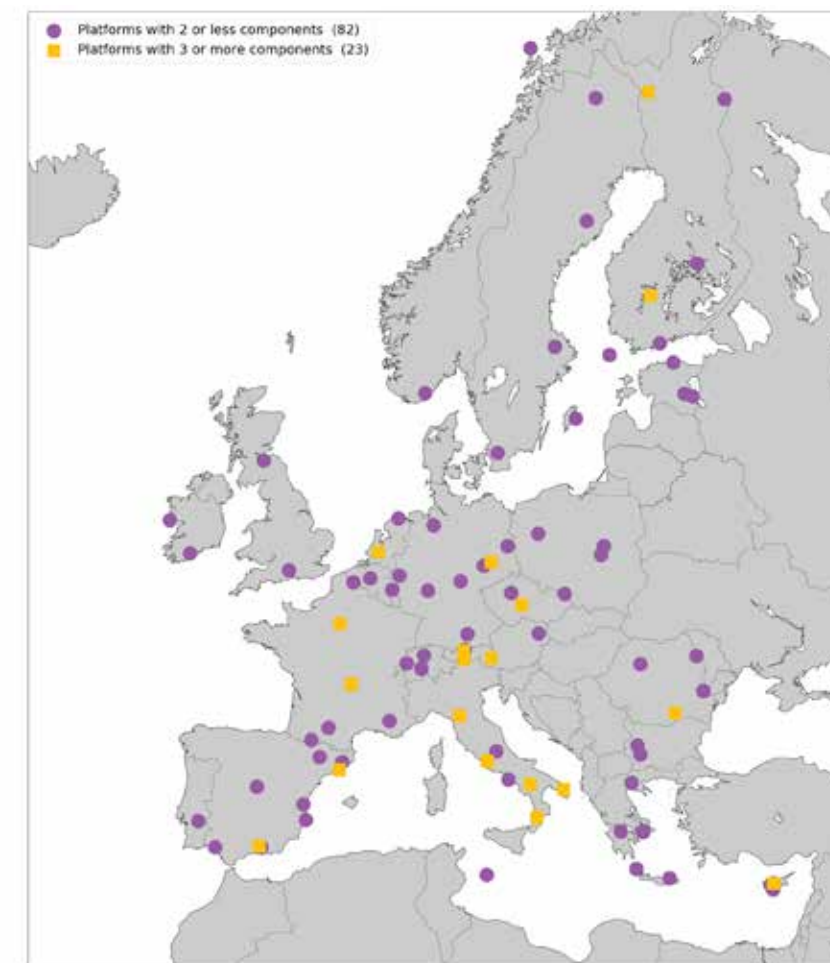 Platforms with 2 or less components (82)
Platforms with 3 or more components (23)